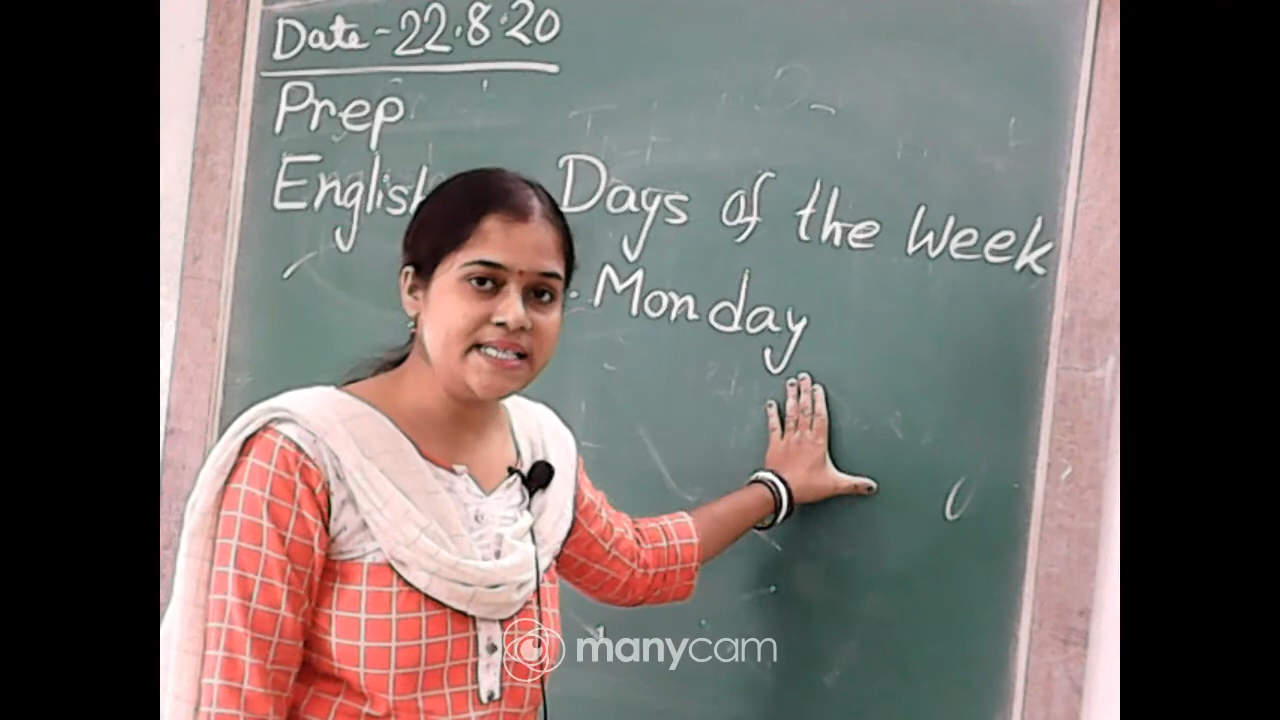 Date - 22.8.20
Prep
English Days of the Week
. Monday
manycam